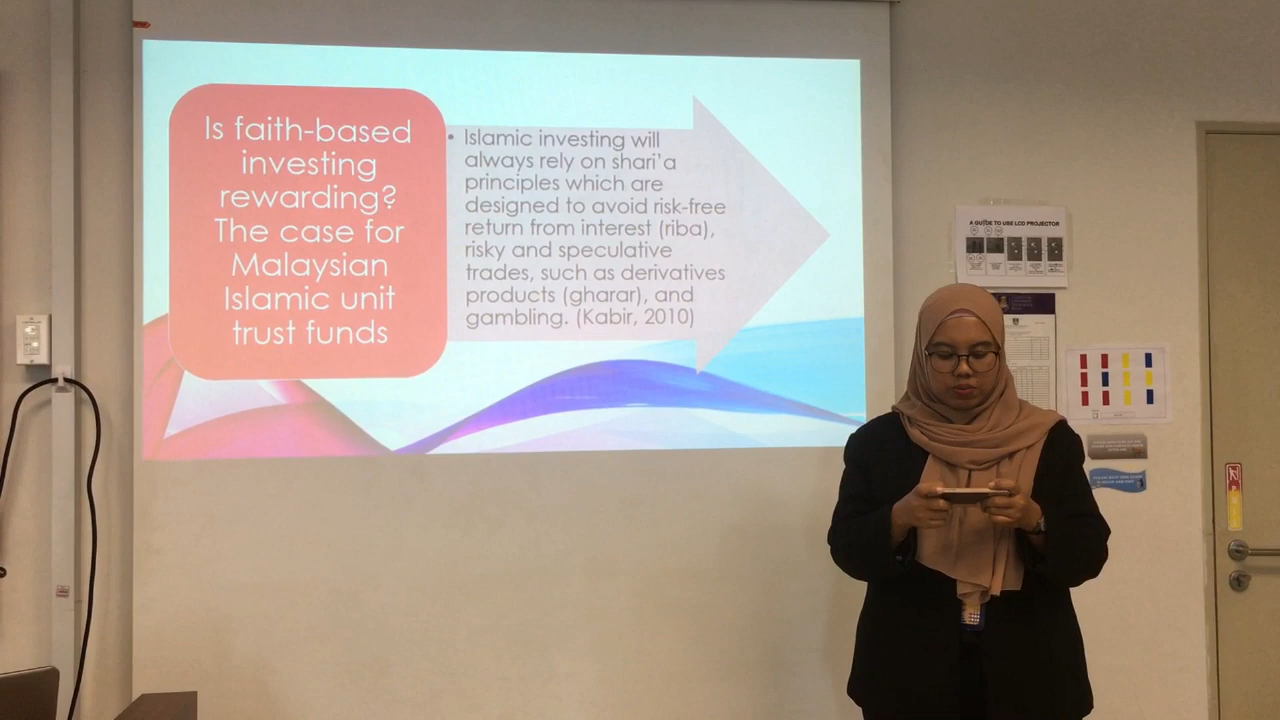 Is faith-based
investing
rewarding?
The case for
Malaysian
Islamic unit
trust funds
• Islamic investing will
always rely on shari'a
principles which are
designed to avoid risk-free
return from interest (riba),
risky and speculative
trades, such as derivatives
products (gharar), and
gambling. (Kabir, 2010)
A GUIDE TO USE LCD PROJECTOR